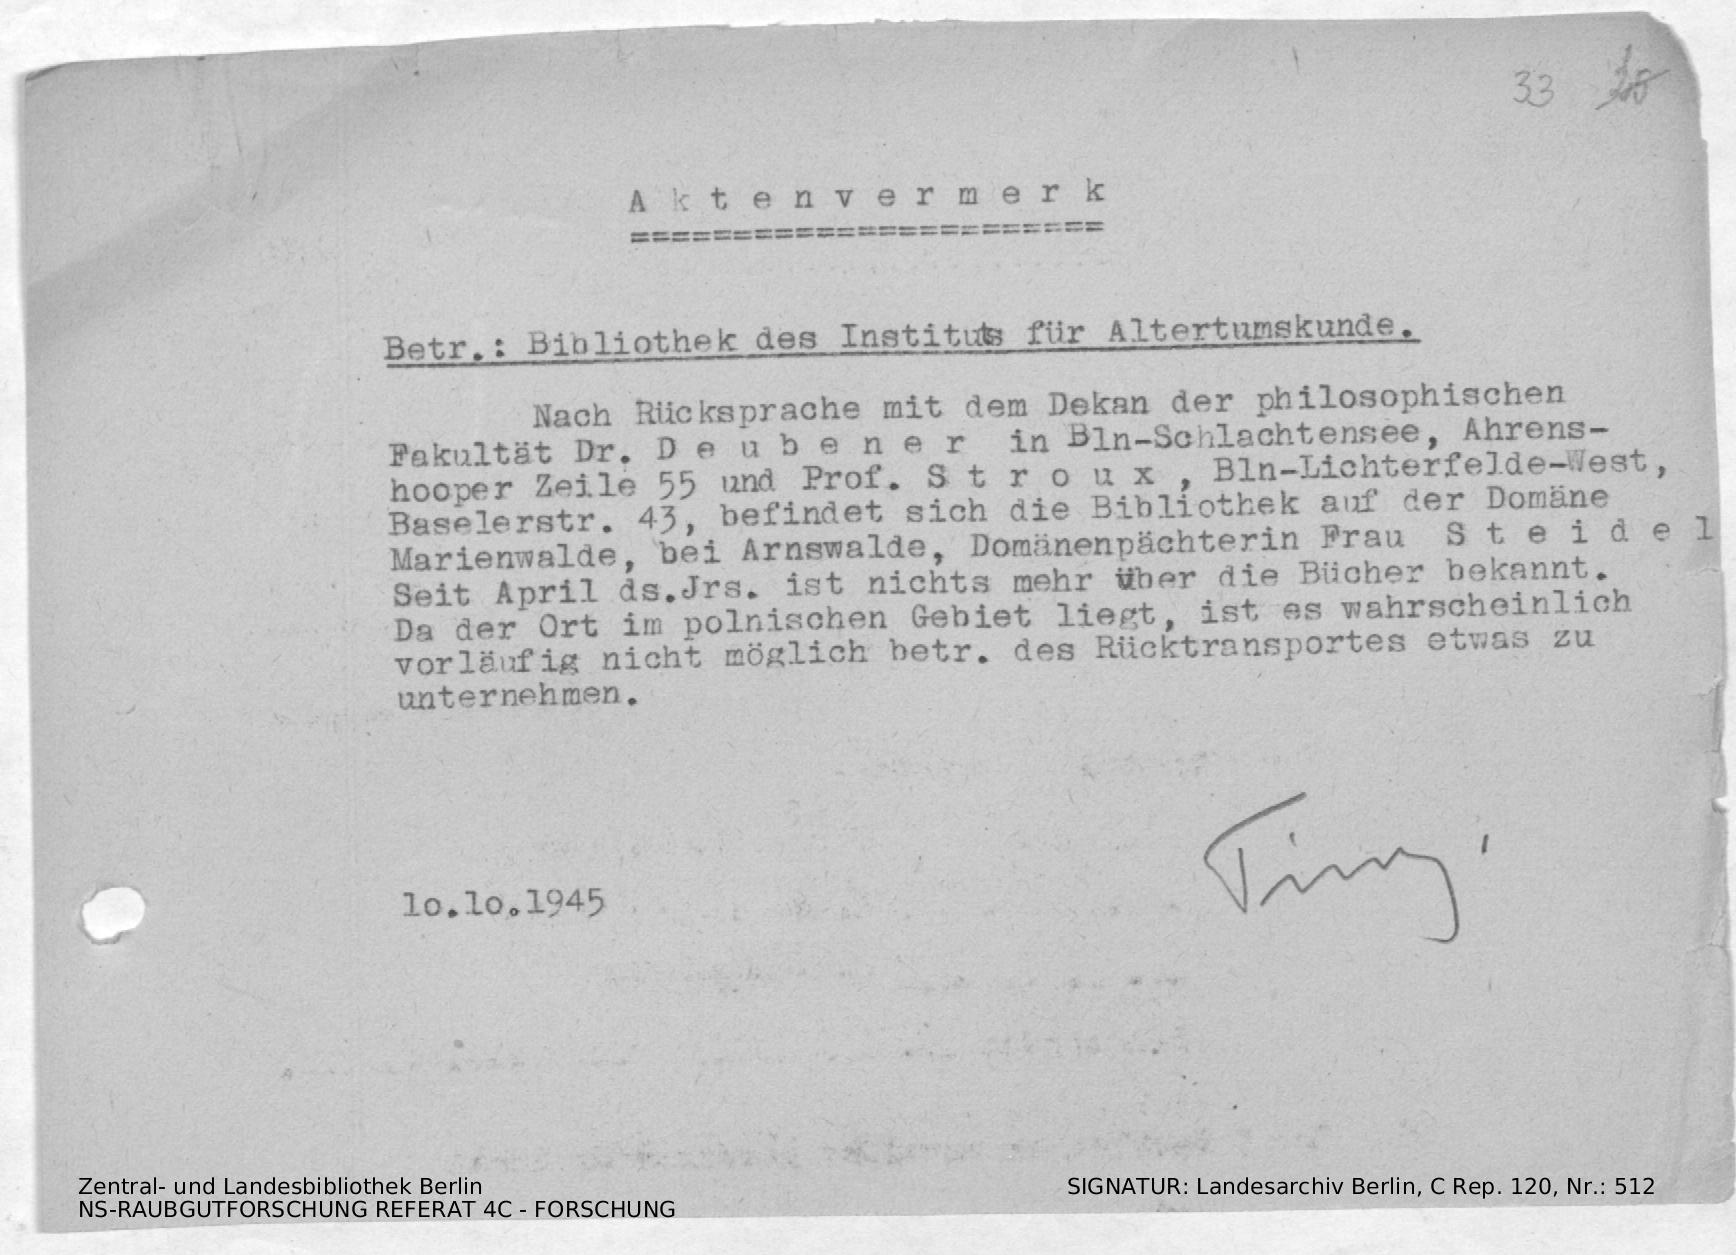 33
A k t e n v e r m e r k
=======================
Betr.: Bibliothek des Instituts für Altertumskunde.
Nach Rücksprache mit dem Dekan der philosophischen
Fakultät Dr. D e u b e n e r in Bln-Schlachtensee, Ahrens-
hooper Zeile 55 und Prof. S t r o u x , Bln-Lichterfelde-West,
Baselerstr. 43, befindet sich die Bibliothek auf der Domäne
Marienwalde, bei Arnswalde, Domänenpächterin Frau S t e i d e l
Seit April ds.Jrs. ist nichts mehr über die Bücher bekannt.
Da der Ort im polnischen Gebiet liegt, ist es wahrscheinlich
vorläufig nicht möglich betr. des Rücktransportes etwas zu
unternehmen.
lo.lo.1945
Zentral- und Landesbibliothek Berlin
NS-RAUBGUTFORSCHUNG REFERAT 4C - FORSCHUNG
SIGNATUR: Landesarchiv Berlin, C Rep. 120, Nr.: 512